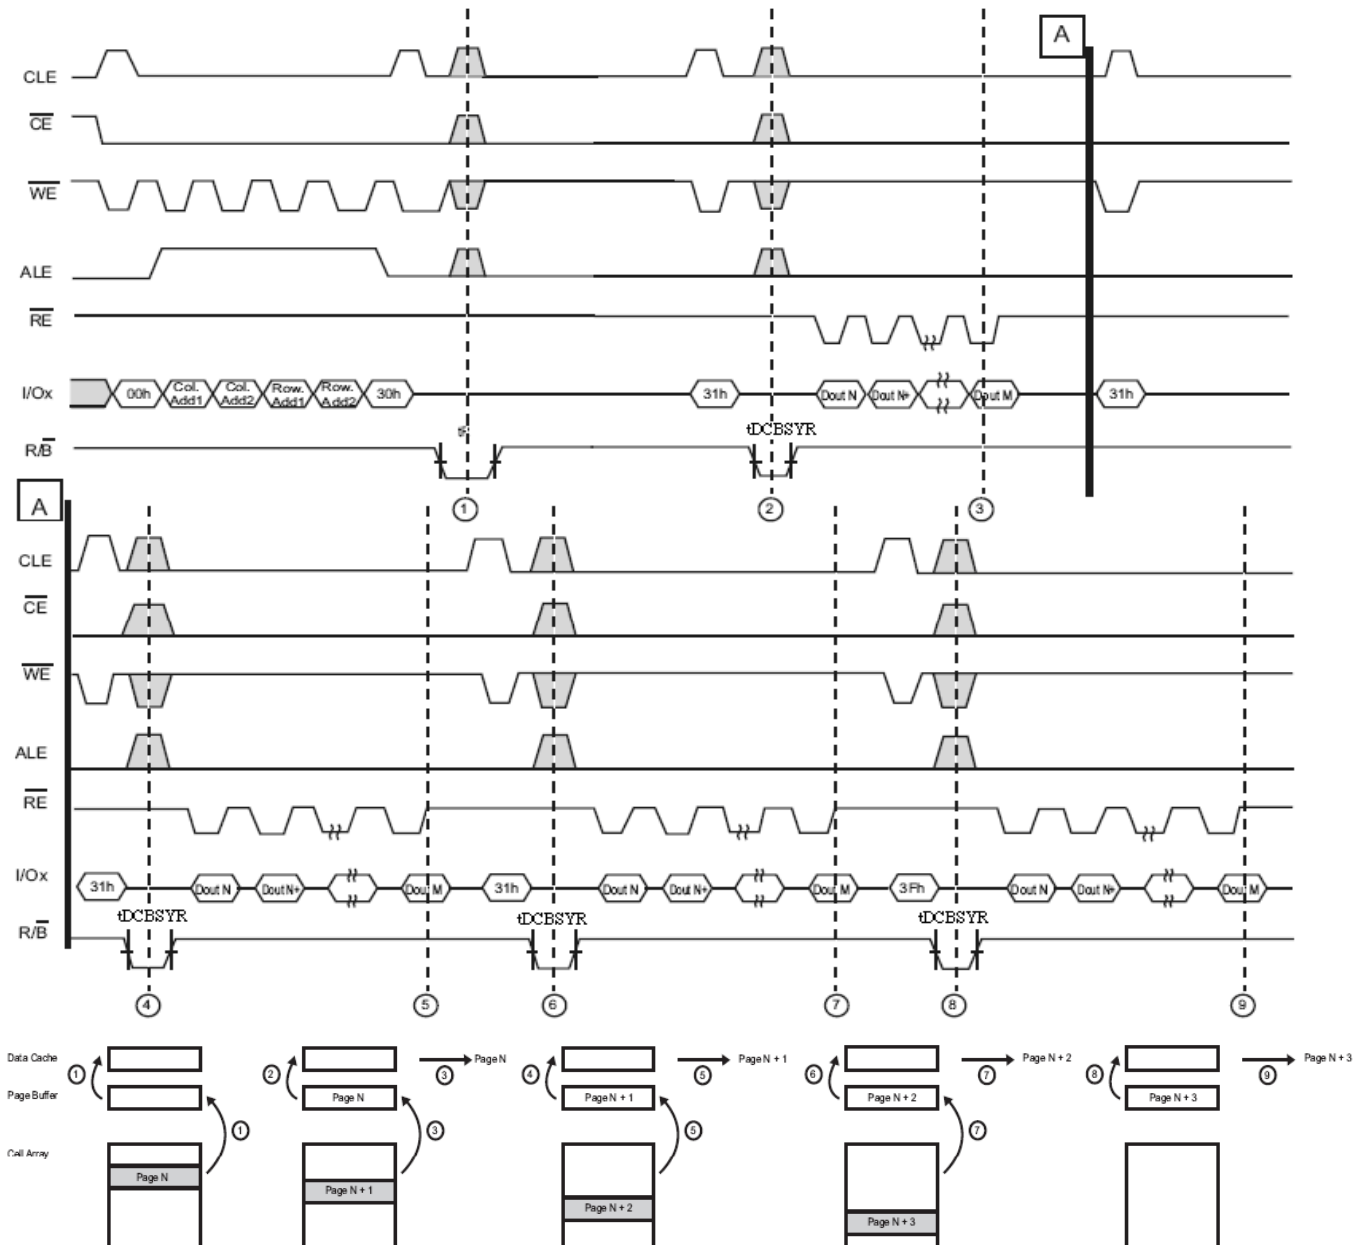 A
CLE
CE
WE
ALE
RE
I/Ox 00h Col. Add1 Col. Add2 Row. Add1 Row. Add2 30h 31h Dout N Dout N+ Dout M 31h
tR tDCBSYR
R/B
1 2 3
A
CLE
CE
WE
ALE
RE
I/Ox 31h Dout N Dout N+ Dout M 31h Dout N Dout N+ Dout M 3Fh Dout N Dout N+ Dout M
tDCBSYR tDCBSYR tDCBSYR
R/B
4 5 6 7 8 9
Data Cache 1 2 3 Page N 4 5 Page N + 1 6 7 Page N + 2 8 9 Page N + 3
Page Buffer Page N Page N + 1 Page N + 2 Page N + 3
1 3 5 7
Cell Array
Page N Page N + 1 Page N + 2 Page N + 3